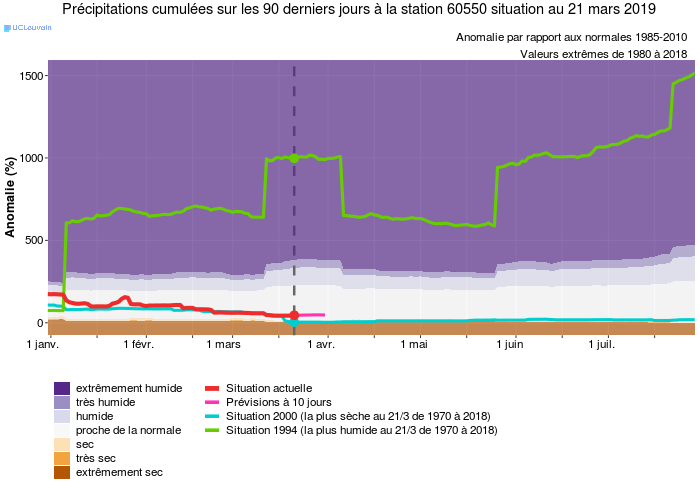 Précipitations cumulées sur les 90 derniers jours à la station 60550 situation au 21 mars 2019
UCLouvain
Anomalie par rapport aux normales 1985-2010
Valeurs extrêmes de 1980 à 2018
Anomalie (%)
1500
1000
500
0
1 janv.
1 févr.
1 mars
1 avr.
1 mai
1 juin
1 juil.
extrêmement humide
très humide
humide
proche de la normale
sec
très sec
extrêmement sec
Situation actuelle
Prévisions à 10 jours
Situation 2000 (la plus sèche au 21/3 de 1970 à 2018)
Situation 1994 (la plus humide au 21/3 de 1970 à 2018)